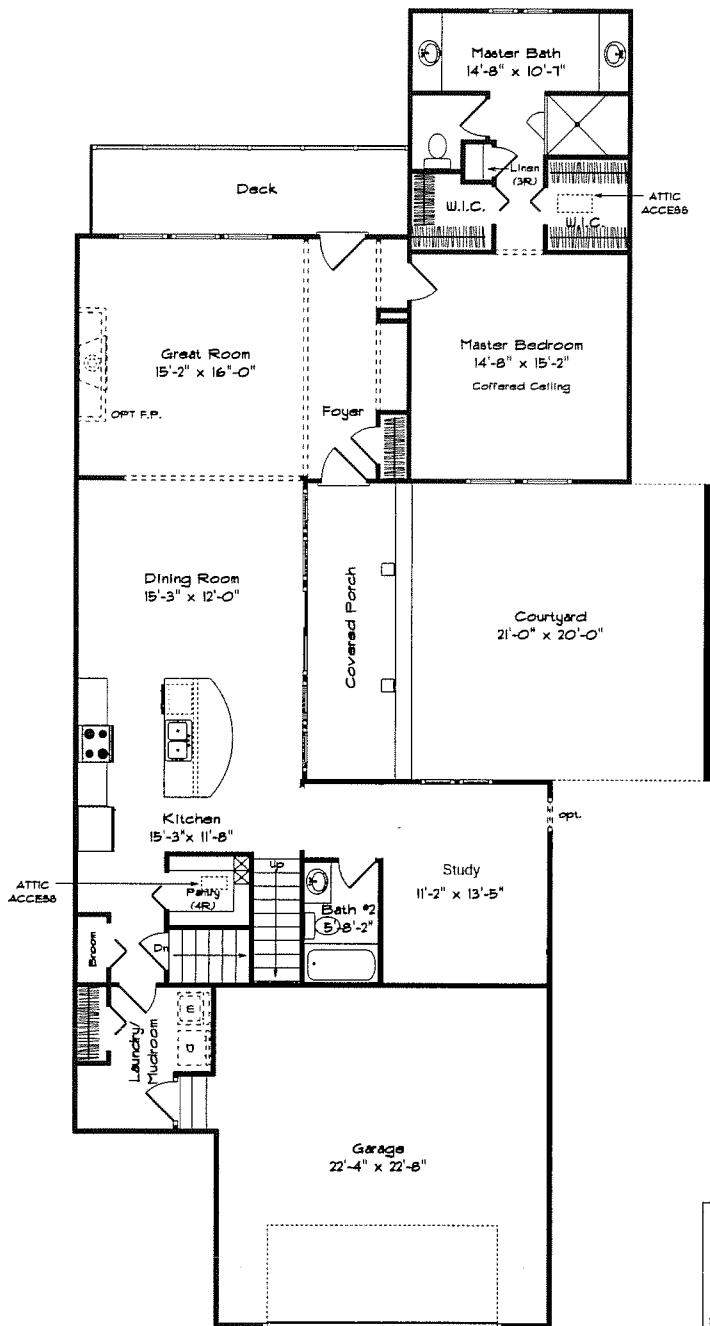 Master Bath
14'-8" x 10'-7"
Linen
(3R)
W.I.C.
W.I.C.
ATTIC
ACCESS
Deck
Great Room
15'-2" x 16"-0"
OPT F.P.
Foyer
Master Bedroom
14'-8" x 15'-2"
Coffered Ceiling
Dining Room
15'-3" x 12'-0"
Covered Porch
Courtyard
21'-0" x 20'-0"
Kitchen
15'-3"x 11'-8"
opt.
ATTIC
ACCESS
Pantry
(4R)
Up
Study
11'-2" x 13'-5"
Bath #2
5'-8'-2"
Broom
Dn
W
D
Laundry/
Mudroom
Garage
22'-4" x 22'-8"